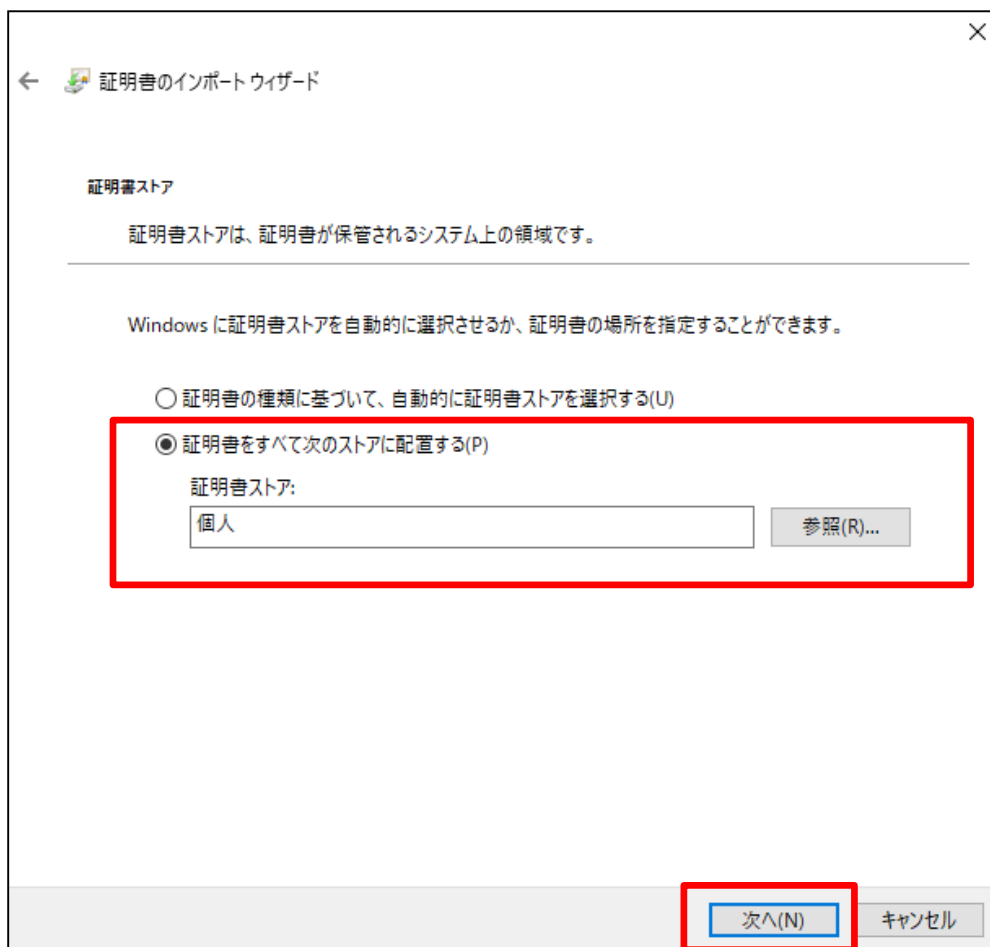 証明書のインポート ウィザード
証明書ストア
証明書ストアは、証明書が保管されるシステム上の領域です。
Windows に証明書ストアを自動的に選択させるか、証明書の場所を指定することができます。
証明書の種類に基づいて、自動的に証明書ストアを選択する(U)
証明書をすべて次のストアに配置する(P)
証明書ストア:
個人
参照(R)...
次へ(N)
キャンセル